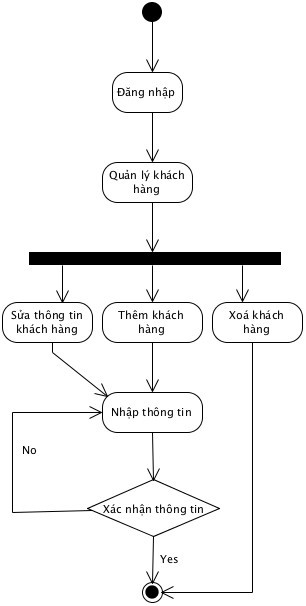 Đăng nhập
Quản lý khách
hàng
Sửa thông tin
khách hàng
Thêm khách
hàng
Xoá khách
hàng
Nhập thông tin
No
Xác nhận thông tin
Yes